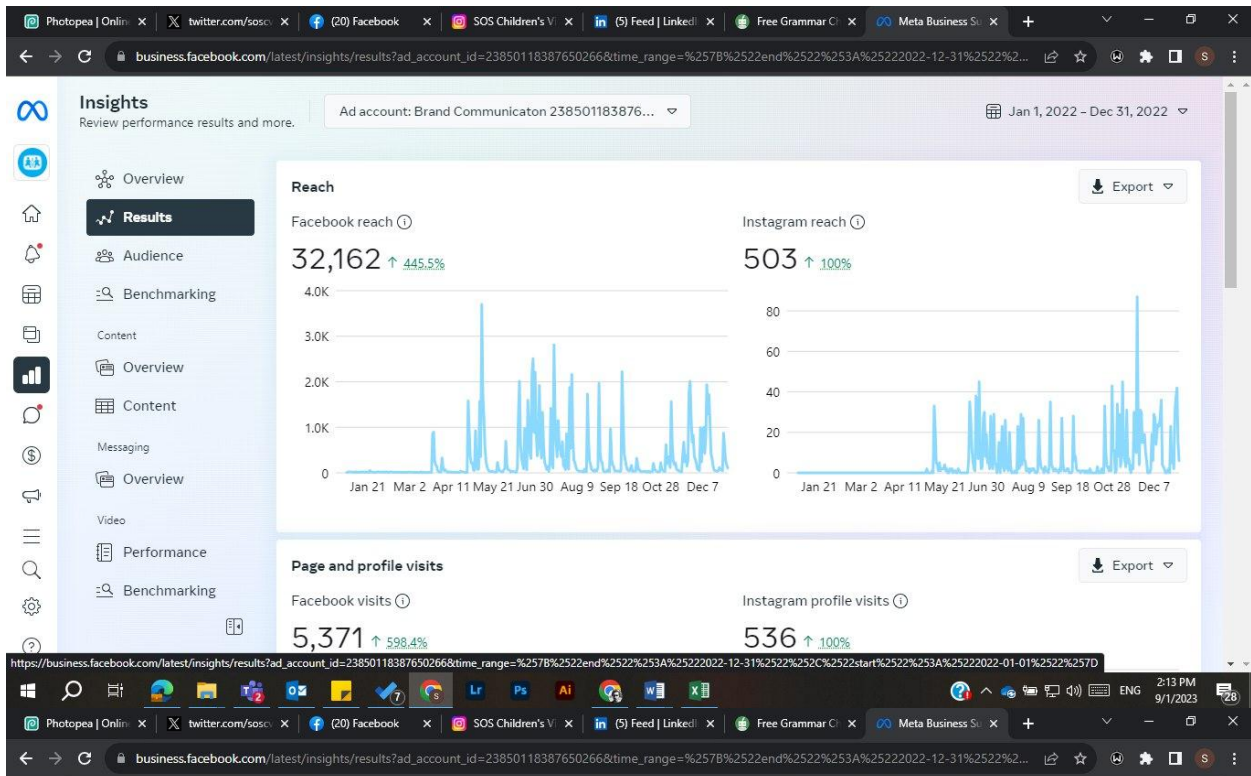 Photopea | Onlin
twitter.com/soscv
(20) Facebook
SOS Children's Vi
(5) Feed | LinkedI
Free Grammar Ch
Meta Business Su
business.facebook.com/latest/insights/results?ad_account_id=23850118387650266&time_range=%257B%2522end%2522%253A%25222022-12-31%2522%2...
S
Insights
Review performance results and more.
Ad account: Brand Communicaton 238501183876...
Jan 1, 2022 – Dec 31, 2022
Overview
Results
Audience
Benchmarking
Content
Overview
Content
Messaging
Overview
Video
Performance
Benchmarking
Reach
Export
Facebook reach
32,162 ↑ 445.5%
4.0K
3.0K
2.0K
1.0K
0
Jan 21 Mar 2 Apr 11 May 21 Jun 30 Aug 9 Sep 18 Oct 28 Dec 7
Instagram reach
503 ↑ 100%
80
60
40
20
0
Jan 21 Mar 2 Apr 11 May 21 Jun 30 Aug 9 Sep 18 Oct 28 Dec 7
Page and profile visits
Export
Facebook visits
5,371 ↑ 598.4%
Instagram profile visits
536 ↑ 100%
https://business.facebook.com/latest/insights/results?ad_account_id=23850118387650266&time_range=%257B%2522end%2522%253A%25222022-12-31%2522%252C%2522start%2522%253A%25222022-01-01%2522%257D
2
7
Lr
Ps
Ai
ENG
2:13 PM
9/1/2023
28
Photopea | Onlin
twitter.com/soscv
(20) Facebook
SOS Children's Vi
(5) Feed | LinkedI
Free Grammar Ch
Meta Business Su
business.facebook.com/latest/insights/results?ad_account_id=23850118387650266&time_range=%257B%2522end%2522%253A%25222022-12-31%2522%2...
S